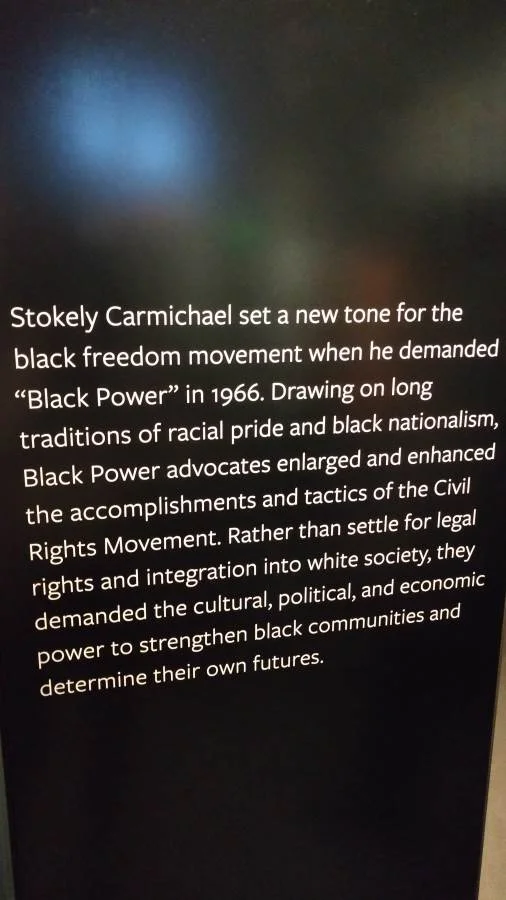 Stokely Carmichael set a new tone for the
black freedom movement when he demanded
“Black Power” in 1966. Drawing on long
traditions of racial pride and black nationalism,
Black Power advocates enlarged and enhanced
the accomplishments and tactics of the Civil
Rights Movement. Rather than settle for legal
rights and integration into white society, they
demanded the cultural, political, and economic
power to strengthen black communities and
determine their own futures.